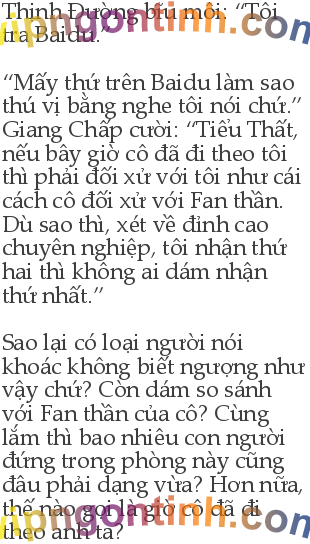 Thịnh Đường bĩu môi: “Tôi
tra Baidu.”
“Mấy thứ trên Baidu làm sao
thú vị bằng nghe tôi nói chứ.”
Giang Chấp cười: “Tiểu Thất,
nếu bây giờ cô đã đi theo tôi
thì phải đối xử với tôi như cái
cách cô đối xử với Fan thần.
Dù sao thì, xét về đỉnh cao
chuyên nghiệp, tôi nhận thứ
hai thì không ai dám nhận
thứ nhất.”
Sao lại có loại người nói
khoác không biết ngượng như
vậy chứ? Còn dám so sánh
với Fan thần của cô? Cùng
lắm thì bao nhiêu con người
đứng trong phòng này cũng
đâu phải dạng vừa? Hơn nữa,
thế nào gọi là giờ cô đã đi
theo anh ta?